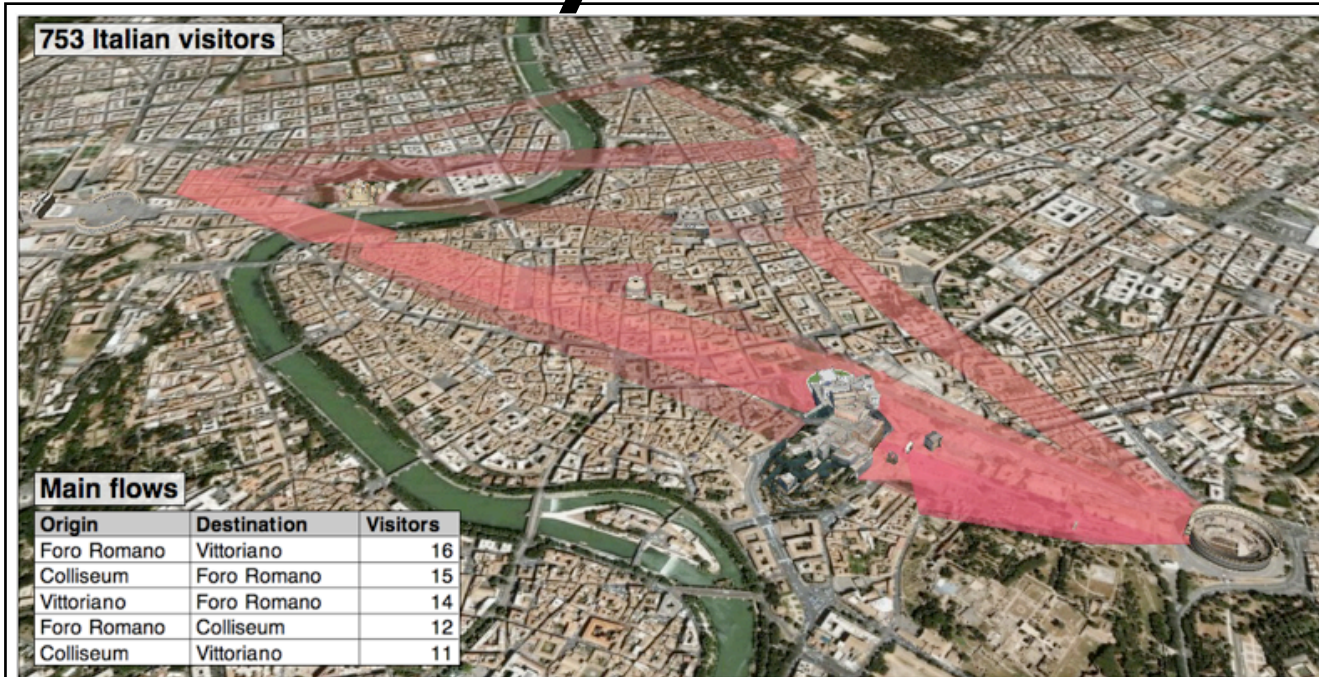 753 Italian visitors
Main flows
Origin Destination Visitors
Foro Romano Vittoriano 16
Colliseum Foro Romano 15
Vittoriano Foro Romano 14
Foro Romano Colliseum 12
Colliseum Vittoriano 11